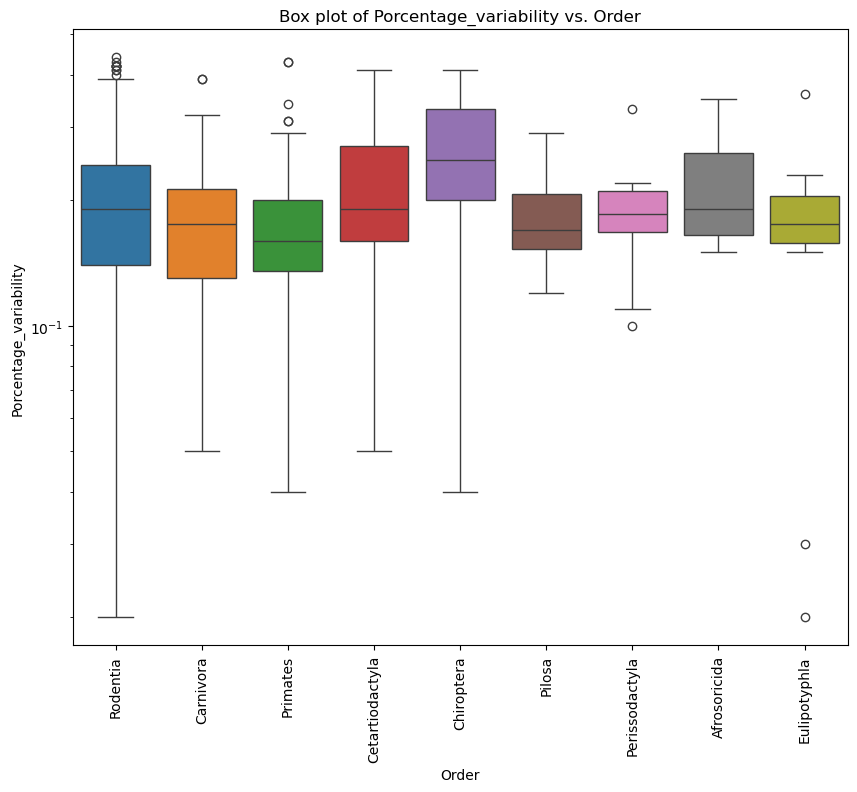 Box plot of Porcentage_variability vs. Order
Porcentage_variability
10⁻¹
Rodentia
Carnivora
Primates
Cetartiodactyla
Chiroptera
Pilosa
Perissodactyla
Afrosoricida
Eulipotyphla
Order